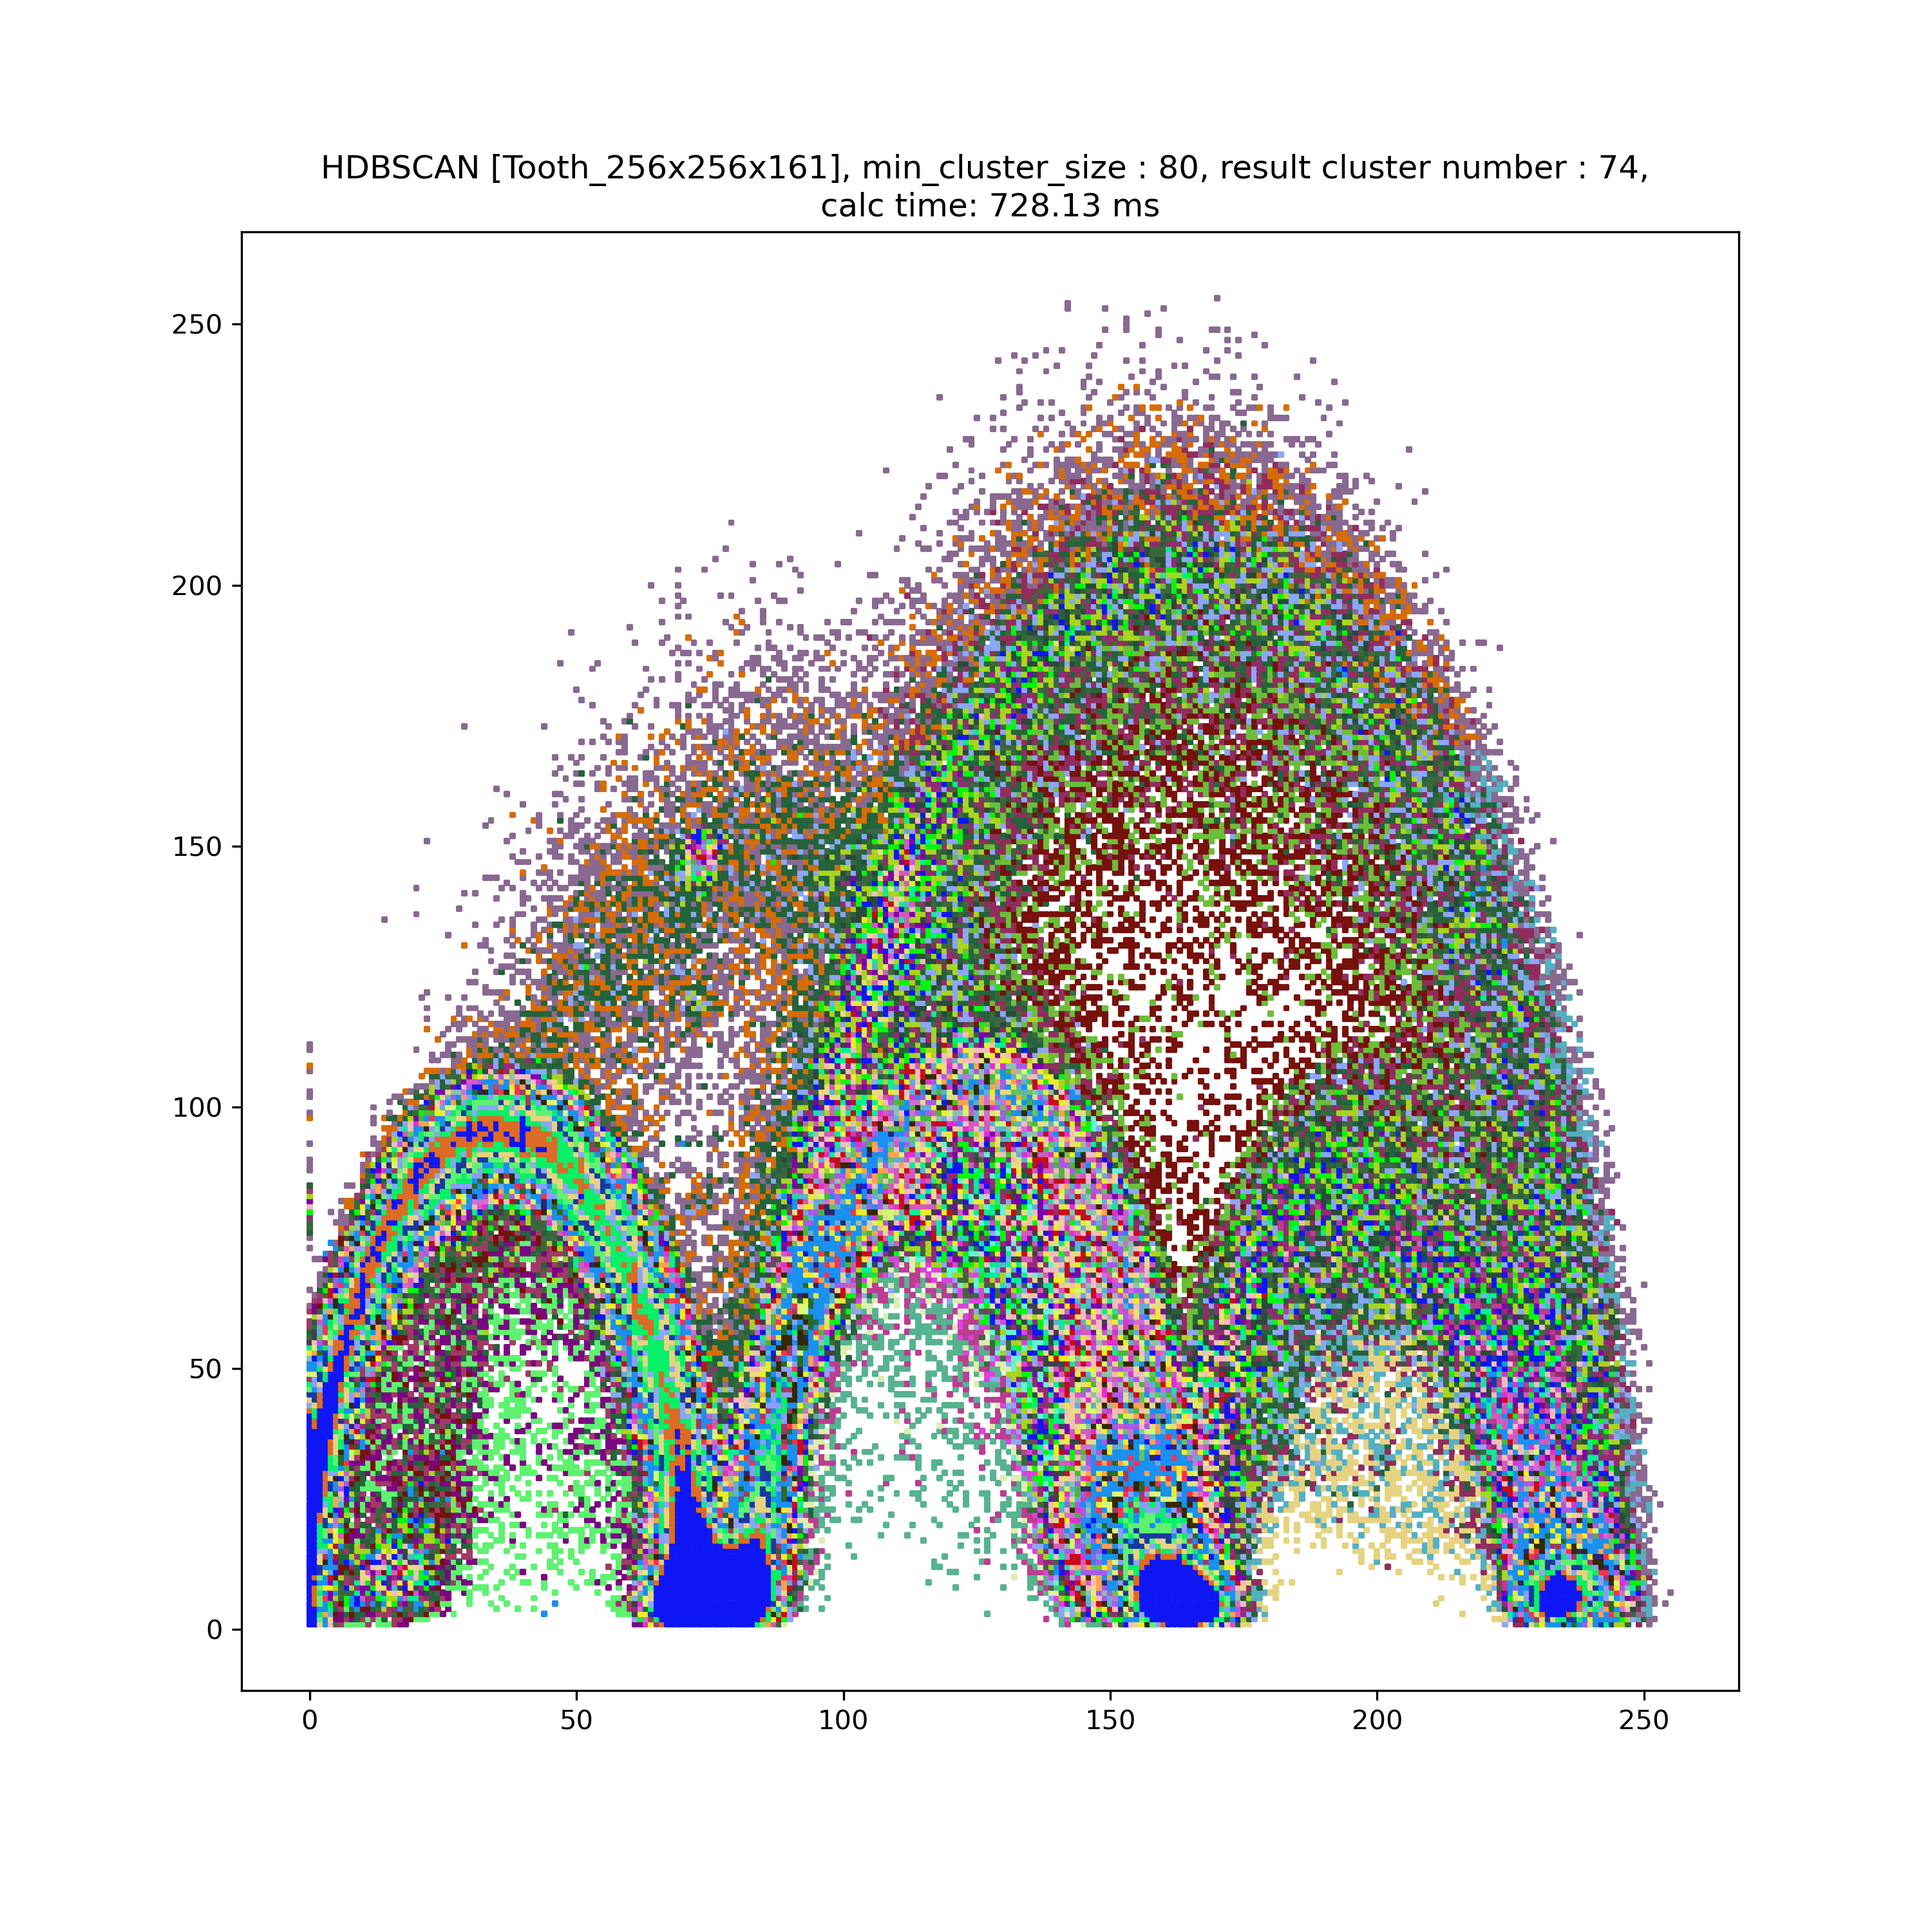 HDBSCAN [Tooth_256x256x161], min_cluster_size : 80, result cluster number : 74,
calc time: 728.13 ms
250
200
150
100
50
0
0 50 100 150 200 250